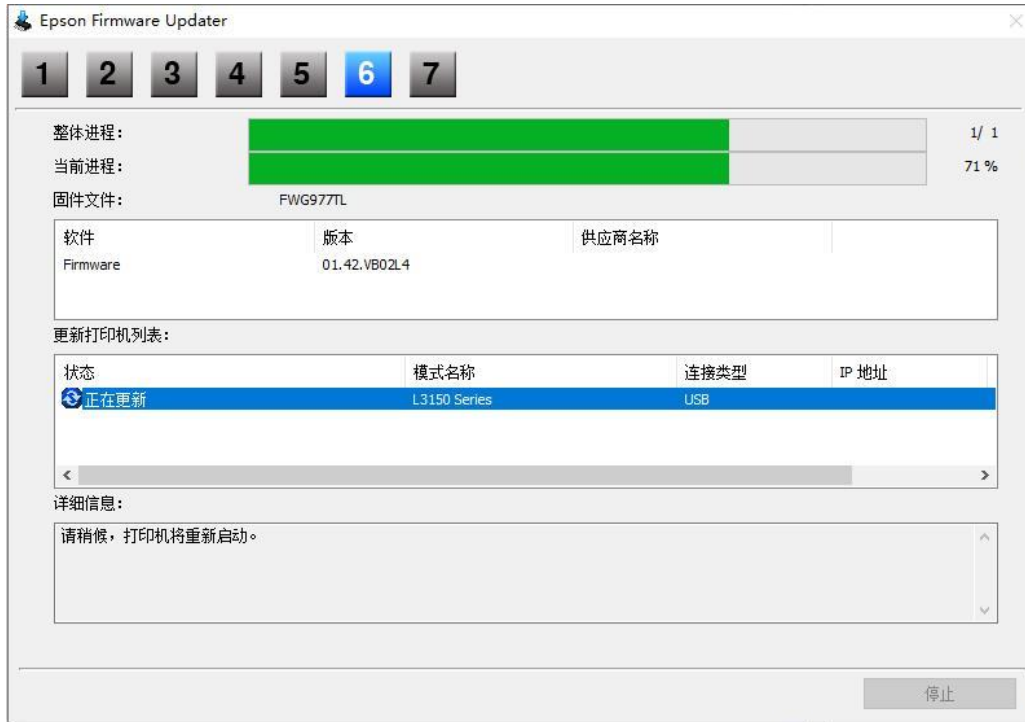 Epson Firmware Updater
1 2 3 4 5 6 7
整体进程： 1/ 1
当前进程： 71 %
固件文件： FWG977TL
软件 版本 供应商名称
Firmware 01.42.VB02L4
更新打印机列表：
状态 模式名称 连接类型 IP 地址
正在更新 L3150 Series USB
详细信息：
请稍候，打印机将重新启动。
停止